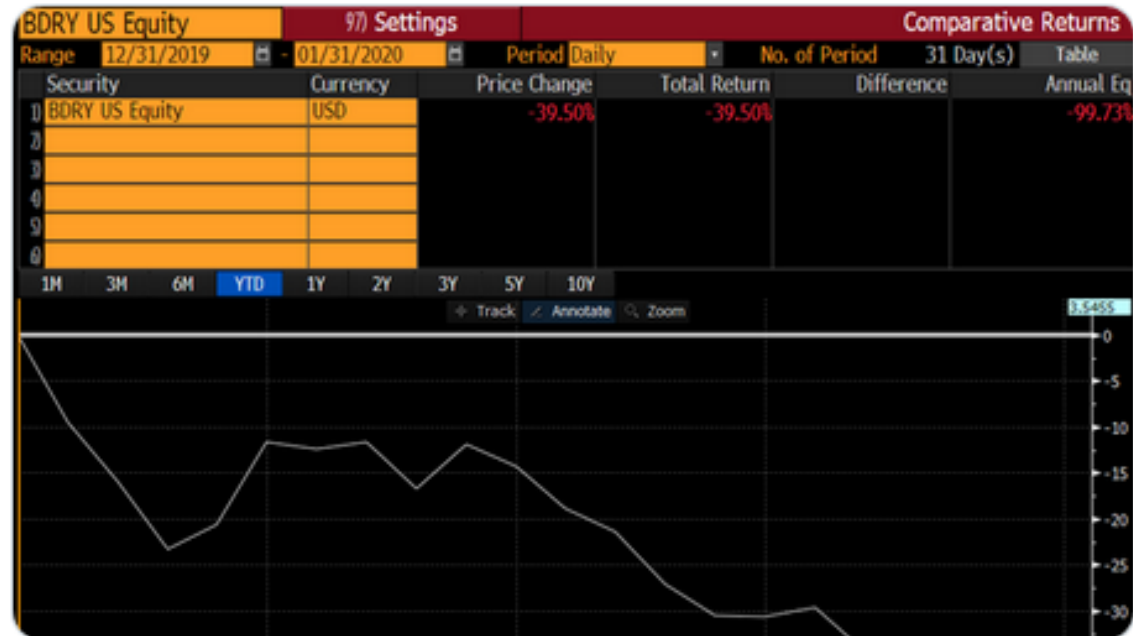 BDRY US Equity 97) Settings Comparative Returns
Range 12/31/2019 - 01/31/2020 Period Daily No. of Period 31 Day(s) Table
Security Currency Price Change Total Return Difference Annual Eq
1) BDRY US Equity USD -39.50% -39.50% -99.73%
2)
3)
4)
5)
6)
1M 3M 6M YTD 1Y 2Y 3Y 5Y 10Y
Track Annotate Zoom
3.5455
0
-5
-10
-15
-20
-25
-30